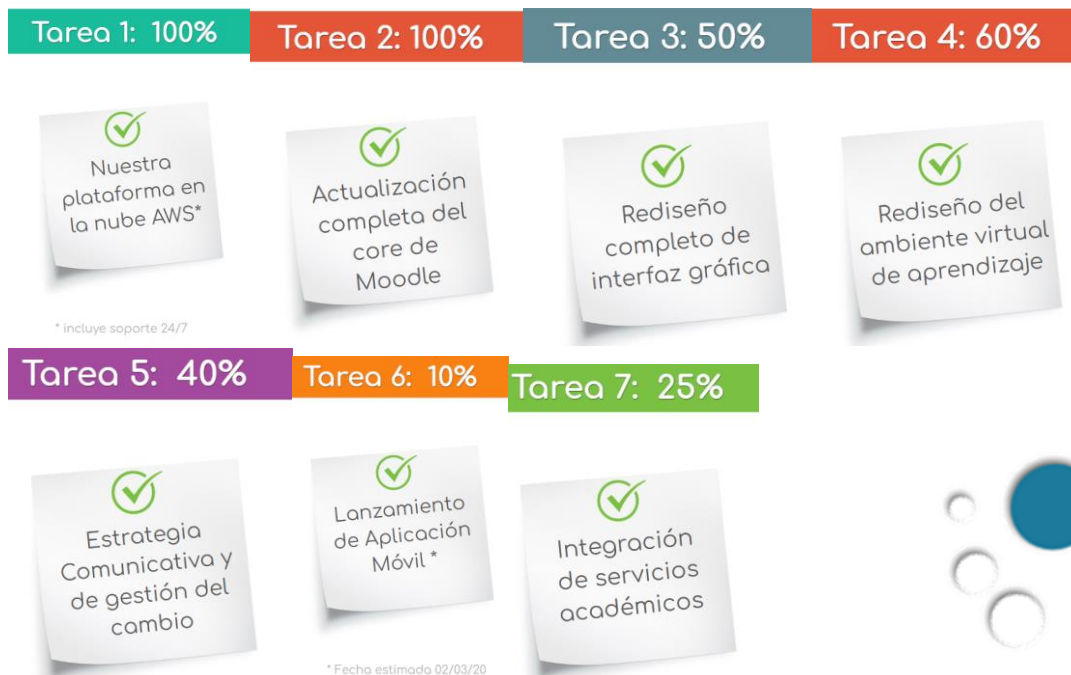 Tarea 1: 100%
Tarea 2: 100%
Tarea 3: 50%
Tarea 4: 60%
Nuestra
plataforma en
la nube AWS*
* incluye soporte 24/7
Actualización
completa del
core de
Moodle
Rediseño
completo de
interfaz gráfica
Rediseño del
ambiente virtual
de aprendizaje
Tarea 5: 40%
Tarea 6: 10%
Tarea 7: 25%
Estrategia
Comunicativa y
de gestión del
cambio
Lanzamiento
de Aplicación
Móvil *
* Fecha estimada 02/03/20
Integración
de servicios
académicos